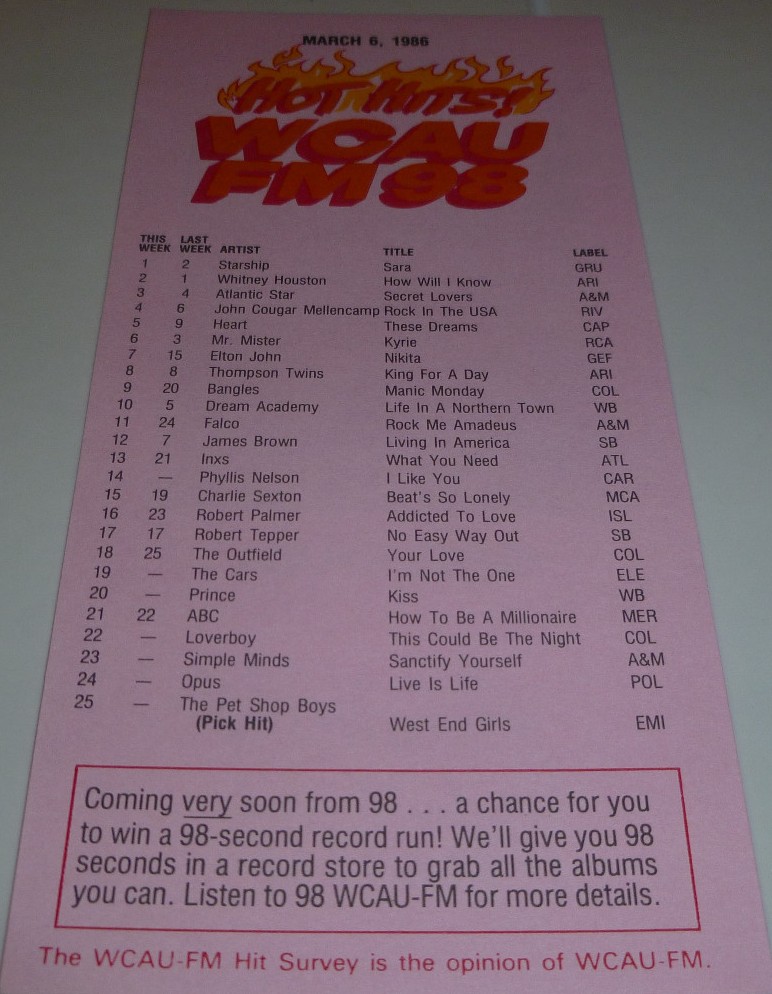 MARCH 6, 1986
HOT HITS!
WCAU
FM 98
THIS WEEK LAST WEEK ARTIST TITLE LABEL
1 2 Starship Sara GRU
2 1 Whitney Houston How Will I Know ARI
3 4 Atlantic Star Secret Lovers A&M
4 6 John Cougar Mellencamp Rock In The USA RIV
5 9 Heart These Dreams CAP
6 3 Mr. Mister Kyrie RCA
7 15 Elton John Nikita GEF
8 8 Thompson Twins King For A Day ARI
9 20 Bangles Manic Monday COL
10 5 Dream Academy Life In A Northern Town WB
11 24 Falco Rock Me Amadeus A&M
12 7 James Brown Living In America SB
13 21 Inxs What You Need ATL
14 — Phyllis Nelson I Like You CAR
15 19 Charlie Sexton Beat's So Lonely MCA
16 23 Robert Palmer Addicted To Love ISL
17 17 Robert Tepper No Easy Way Out SB
18 25 The Outfield Your Love COL
19 — The Cars I'm Not The One ELE
20 — Prince Kiss WB
21 22 ABC How To Be A Millionaire MER
22 — Loverboy This Could Be The Night COL
23 — Simple Minds Sanctify Yourself A&M
24 — Opus Live Is Life POL
25 — The Pet Shop Boys
(Pick Hit) West End Girls EMI
Coming very soon from 98 . . . a chance for you
to win a 98-second record run! We'll give you 98
seconds in a record store to grab all the albums
you can. Listen to 98 WCAU-FM for more details.
The WCAU-FM Hit Survey is the opinion of WCAU-FM.